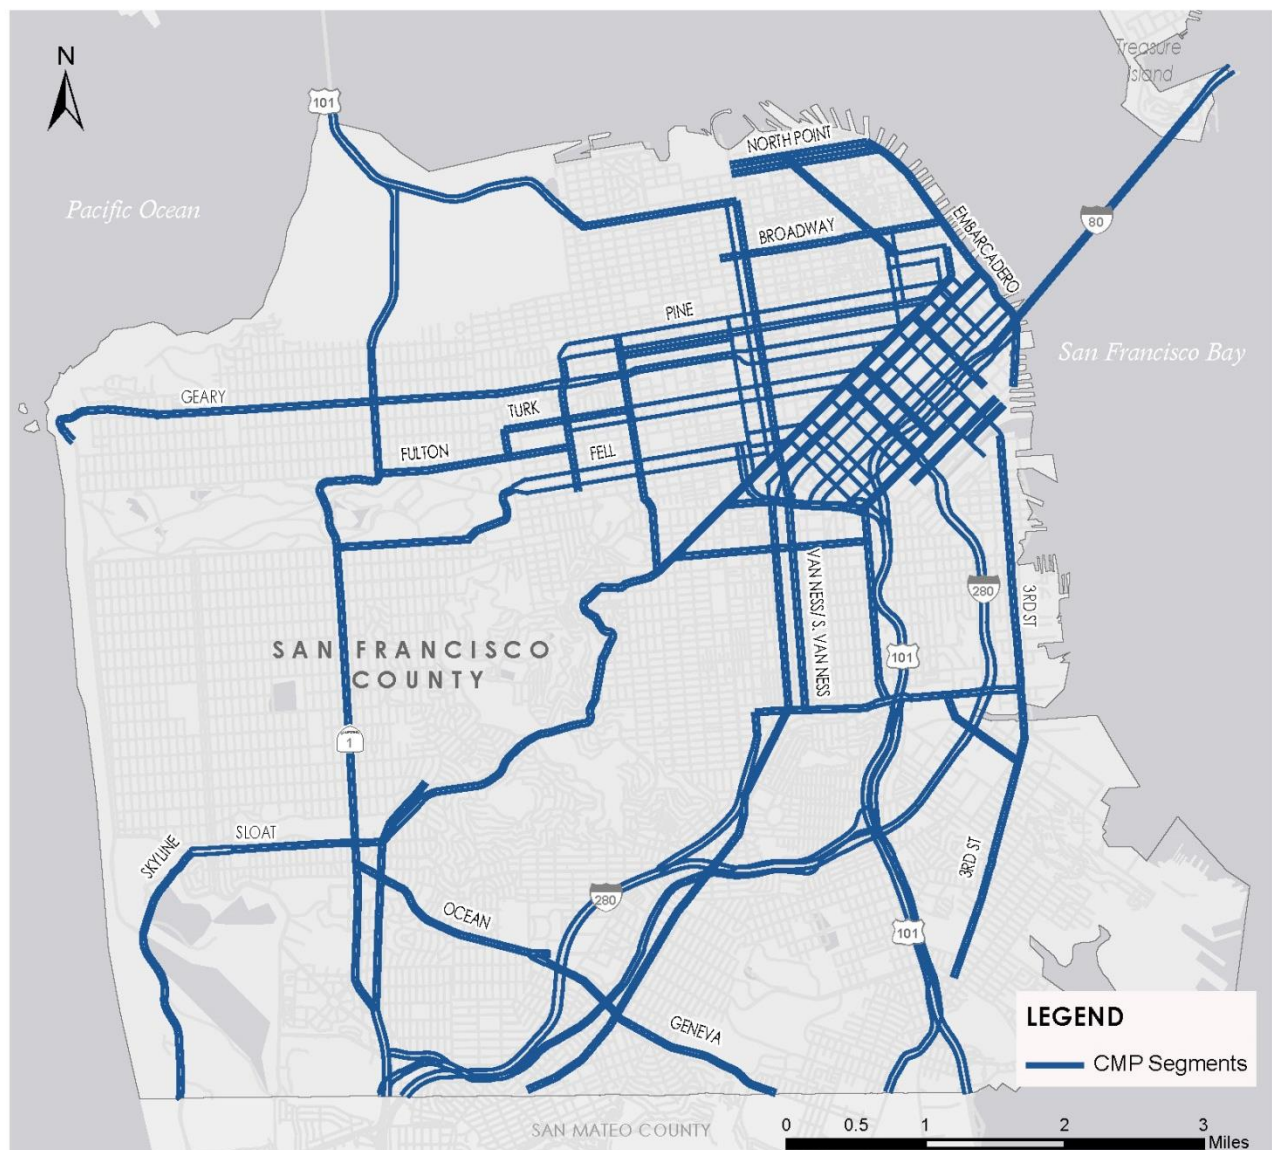 N
Treasure
Island
101
NORTH POINT
Pacific Ocean
EMBARCADERO
80
BROADWAY
PINE
San Francisco Bay
GEARY
TURK
FULTON
FELL
280
3RD ST
VAN NESS/ S. VAN NESS
SAN FRANCISCO
COUNTY
101
1
SLOAT
SKYLINE
3RD ST
280
OCEAN
101
GENEVA
LEGEND
CMP Segments
SAN MATEO COUNTY
0 0.5 1 2 3
Miles